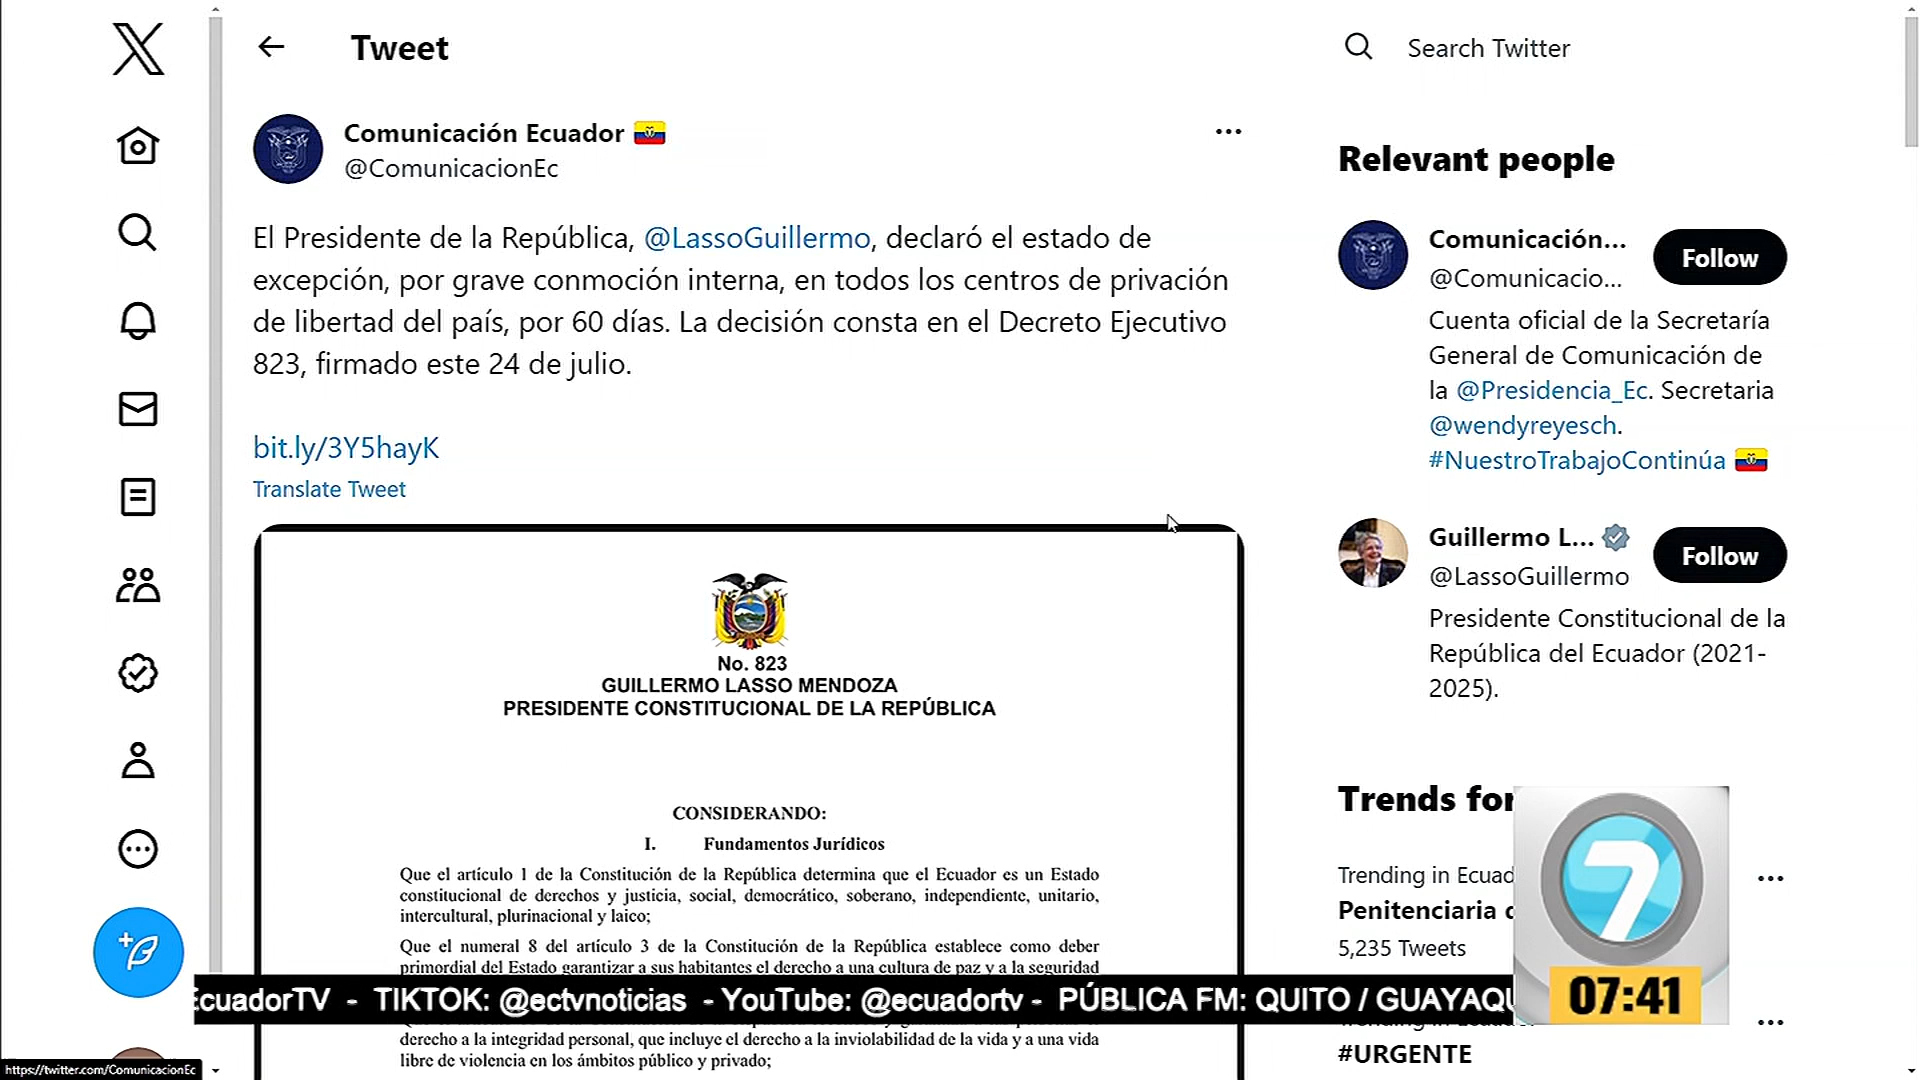 Tweet
Search Twitter
Comunicación Ecuador
@ComunicacionEc
El Presidente de la República, @LassoGuillermo, declaró el estado de
excepción, por grave conmoción interna, en todos los centros de privación
de libertad del país, por 60 días. La decisión consta en el Decreto Ejecutivo
823, firmado este 24 de julio.
bit.ly/3Y5hayK
Translate Tweet
No. 823
GUILLERMO LASSO MENDOZA
PRESIDENTE CONSTITUCIONAL DE LA REPÚBLICA
CONSIDERANDO:
I. Fundamentos Jurídicos
Que el artículo 1 de la Constitución de la República determina que el Ecuador es un Estado
constitucional de derechos y justicia, social, democrático, soberano, independiente, unitario,
intercultural, plurinacional y laico;
Que el numeral 8 del artículo 3 de la Constitución de la República establece como deber
primordial del Estado garantizar a sus habitantes el derecho a una cultura de paz y a la seguridad
derecho a la integridad personal, que incluye el derecho a la inviolabilidad de la vida y a una vida
libre de violencia en los ámbitos público y privado;
Relevant people
Comunicación...
@Comunicacio...
Follow
Cuenta oficial de la Secretaría
General de Comunicación de
la @Presidencia_Ec. Secretaria
@wendyreyesch.
#NuestroTrabajoContinúa
Guillermo L...
@LassoGuillermo
Follow
Presidente Constitucional de la
República del Ecuador (2021-
2025).
Trends for
Trending in Ecuad
Penitenciaria d
5,235 Tweets
#URGENTE
7
07:41
EcuadorTV - TIKTOK: @ectvnoticias - YouTube: @ecuadortv - PÚBLICA FM: QUITO / GUAYAQU
https://twitter.com/ComunicacionEc